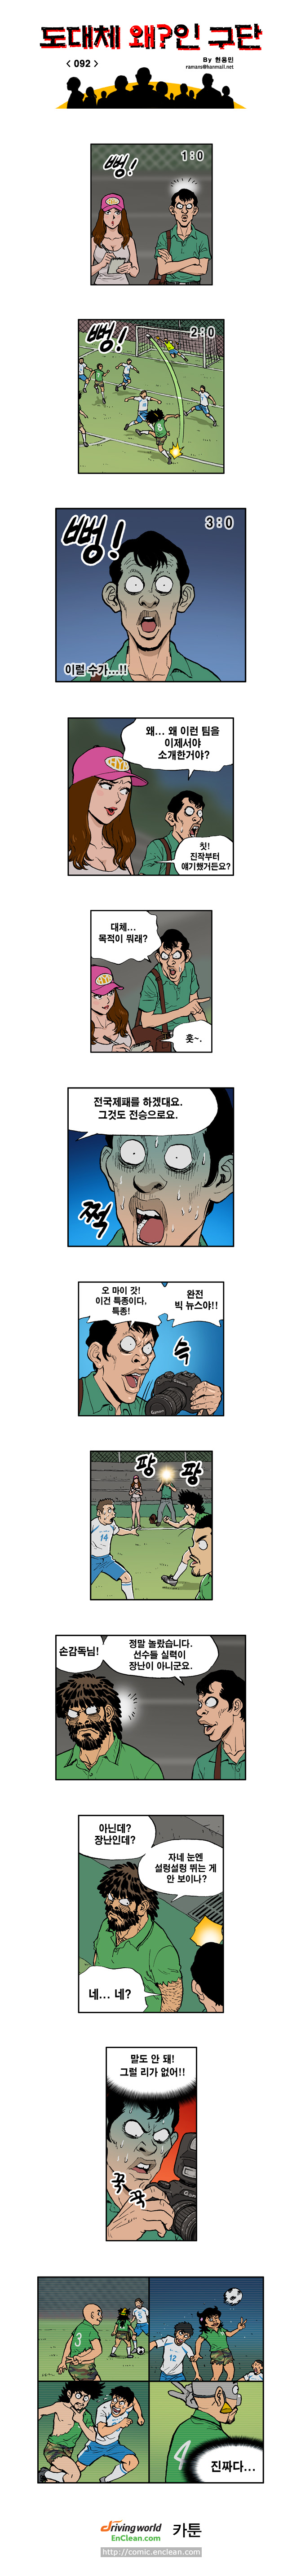 도대체 왜?인 구단
< 092 >
By 현용민
ramans@hanmail.net
뻥!
1:0
뻥!
2:0
뻥!
3:0
이럴 수가...!!
왜... 왜 이런 팀을
이제서야
소개한거야?
칫!
진작부터
얘기했거든요?
대체...
목적이 뭐래?
훗~.
전국제패를 하겠대요.
그것도 전승으로요.
쩍
오 마이 갓!
이건 특종이다,
특종!
완전
빅 뉴스야!!
슥
팡
팡
14
손감독님!
정말 놀랐습니다.
선수들 실력이
장난이 아니군요.
아닌데?
장난인데?
자네 눈엔
설렁설렁 뛰는 게
안 보이나?
네... 네?
말도 안 돼!
그럴 리가 없어!!
꾹
꾹
3
12
4
진짜다...
driving world
EnClean.com
카툰
http://comic.enclean.com